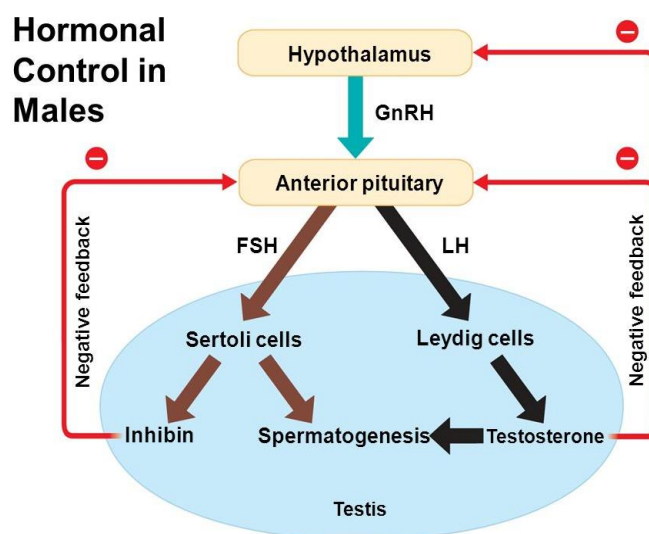 Hormonal
Control in
Males
Hypothalamus
GnRH
Anterior pituitary
FSH
LH
Negative feedback
Negative feedback
Sertoli cells
Leydig cells
Inhibin
Spermatogenesis
Testosterone
Testis